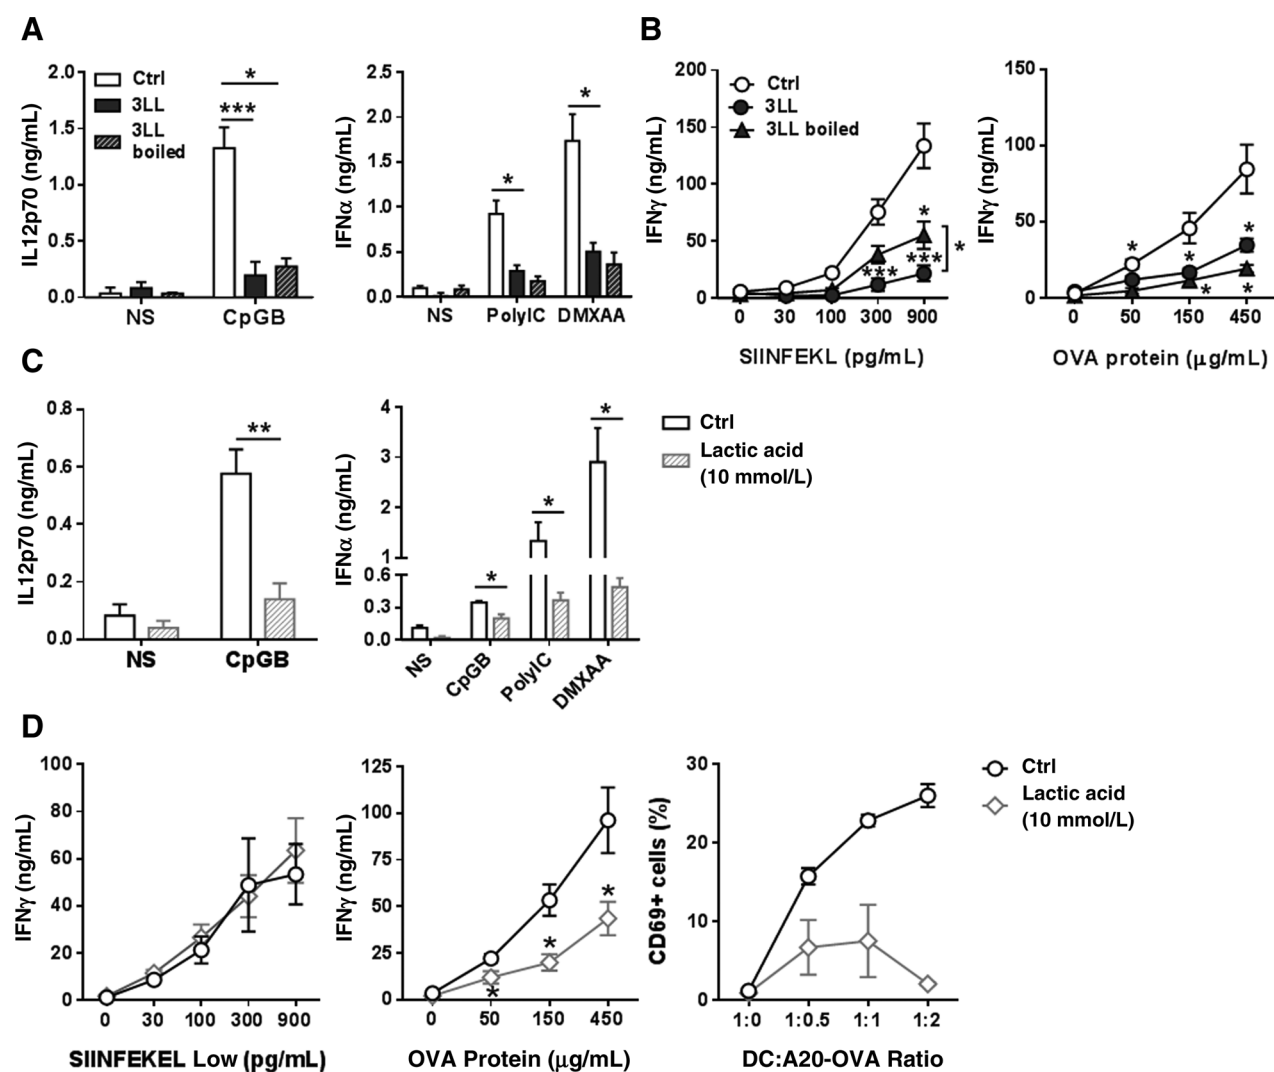 A
IL12p70 (ng/mL)
2.0
1.5
1.0
0.5
0.0
Ctrl
3LL
3LL
boiled
*
***
NS
CpGB
IFNα (ng/mL)
2.5
2.0
1.5
1.0
0.5
0.0
*
*
NS
PolyIC
DMXAA
B
IFNγ (ng/mL)
200
150
100
50
0
Ctrl
3LL
3LL boiled
*
*
***
***
0 30 100 300 900
SIINFEKL (pg/mL)
IFNγ (ng/mL)
150
100
50
0
*
*
*
*
*
0 50 150 450
OVA protein (μg/mL)
C
IL12p70 (ng/mL)
0.8
0.6
0.4
0.2
0.0
**
NS
CpGB
IFNα (ng/mL)
4
3
2
1
0.6
0.3
0.0
*
*
*
NS
CpGB
PolyIC
DMXAA
Ctrl
Lactic acid
(10 mmol/L)
D
IFNγ (ng/mL)
100
80
60
40
20
0
0 30 100 300 900
SIINFEKEL Low (pg/mL)
IFNγ (ng/mL)
125
100
75
50
25
0
*
*
*
0 50 150 450
OVA Protein (μg/mL)
CD69+ cells (%)
30
20
10
0
1:0 1:0.5 1:1 1:2
DC:A20-OVA Ratio
Ctrl
Lactic acid
(10 mmol/L)